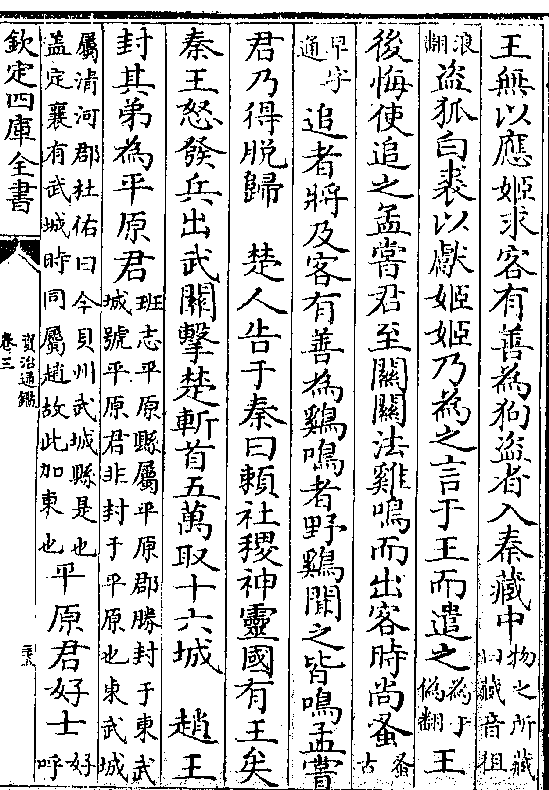 王無以應姬求客有善為狗盜者入秦藏中物之所藏曰藏音徂
浪翻盜狐白裘以獻姬姬乃為之言于王而遣之為于偽翻王
後悔使追之孟嘗君至關關法雞鳴而出客時尚蚤蚤古
早字通追者將及客有善為鷄鳴者野鷄聞之皆鳴孟嘗
君乃得脫歸 楚人告于秦曰賴社稷神靈國有王矣
秦王怒發兵出武關擊楚斬首五萬取十六城 趙王
封其弟為平原君班志平原縣屬平原郡勝封于東武城號平原君非封于平原也東武城
屬清河郡杜佑曰今貝州武城縣是也蓋定襄有武城時同屬趙故此加東也平原君好士好呼
欽定四庫全書
資治通鑑
卷三